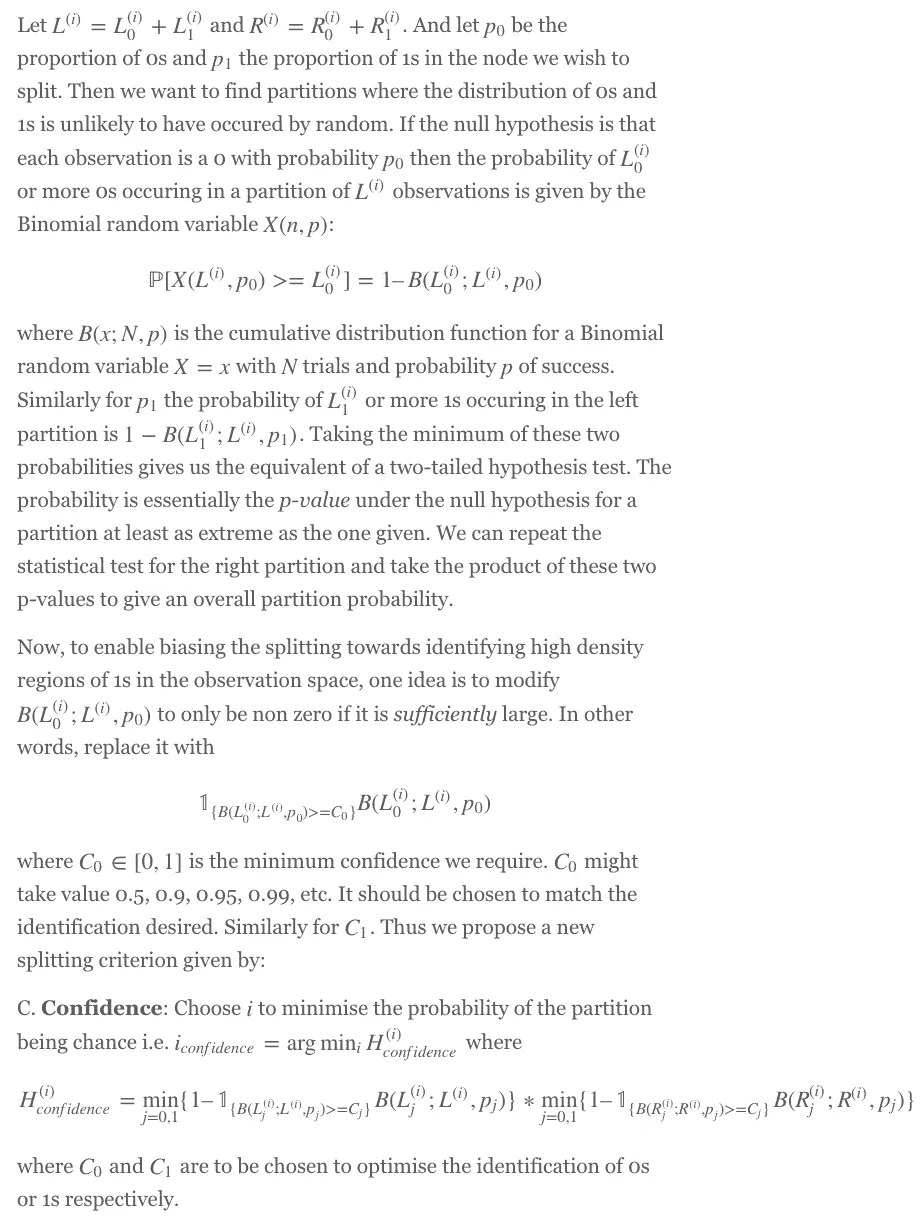 Let L^{(i)} = L_0^{(i)} + L_1^{(i)} and R^{(i)} = R_0^{(i)} + R_1^{(i)}. And let p_0 be the
proportion of 0s and p_1 the proportion of 1s in the node we wish to
split. Then we want to find partitions where the distribution of 0s and
1s is unlikely to have occured by random. If the null hypothesis is that
each observation is a 0 with probability p_0 then the probability of L_0^{(i)}
or more 0s occuring in a partition of L^{(i)} observations is given by the
Binomial random variable X(n, p):
ℙ[X(L^{(i)}, p_0) >= L_0^{(i)}] = 1–B(L_0^{(i)}; L^{(i)}, p_0)
where B(x; N, p) is the cumulative distribution function for a Binomial
random variable X = x with N trials and probability p of success.
Similarly for p_1 the probability of L_1^{(i)} or more 1s occuring in the left
partition is 1 − B(L_1^{(i)}; L^{(i)}, p_1). Taking the minimum of these two
probabilities gives us the equivalent of a two-tailed hypothesis test. The
probability is essentially the p-value under the null hypothesis for a
partition at least as extreme as the one given. We can repeat the
statistical test for the right partition and take the product of these two
p-values to give an overall partition probability.
Now, to enable biasing the splitting towards identifying high density
regions of 1s in the observation space, one idea is to modify
B(L_0^{(i)}; L^{(i)}, p_0) to only be non zero if it is sufficiently large. In other
words, replace it with
𝟙_{\{B(L_0^{(i)};L^{(i)},p_0)>=C_0\}} B(L_0^{(i)}; L^{(i)}, p_0)
where C_0 ∈ [0, 1] is the minimum confidence we require. C_0 might
take value 0.5, 0.9, 0.95, 0.99, etc. It should be chosen to match the
identification desired. Similarly for C_1. Thus we propose a new
splitting criterion given by:
C. Confidence: Choose i to minimise the probability of the partition
being chance i.e. i_{confidence} = arg min_i H_{confidence}^{(i)} where
H_{confidence}^{(i)} = min_{j=0,1}{1–𝟙_{\{B(L_j^{(i)};L^{(i)},p_j)>=C_j\}} B(L_j^{(i)}; L^{(i)}, p_j)} ∗ min_{j=0,1}{1–𝟙_{\{B(R_j^{(i)};R^{(i)},p_j)>=C_j\}} B(R_j^{(i)}; R^{(i)}, p_j)}
where C_0 and C_1 are to be chosen to optimise the identification of 0s
or 1s respectively.